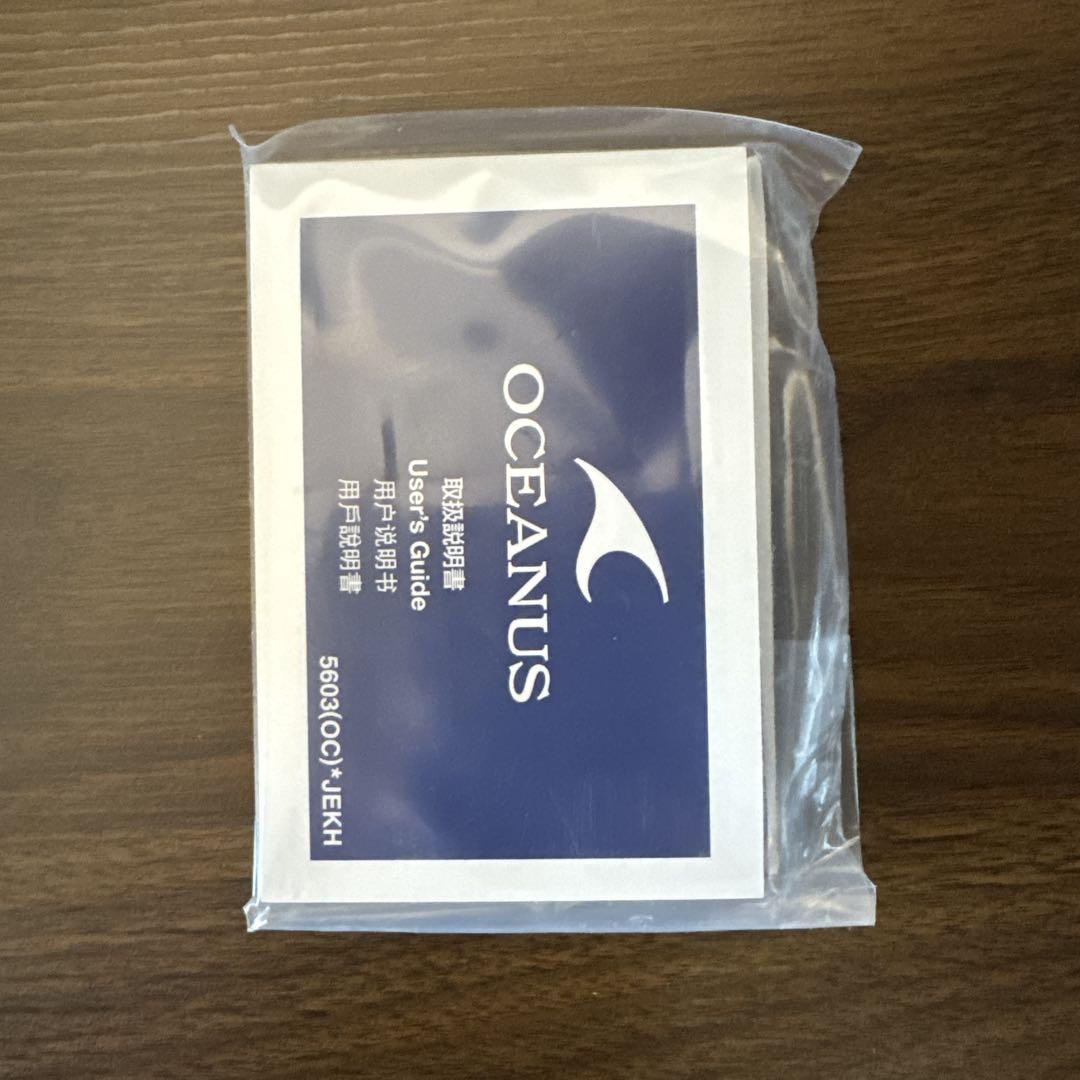 OCEANUS
取扱説明書
User's Guide
用户说明书
用戶說明書
5603(OC)*JEKH